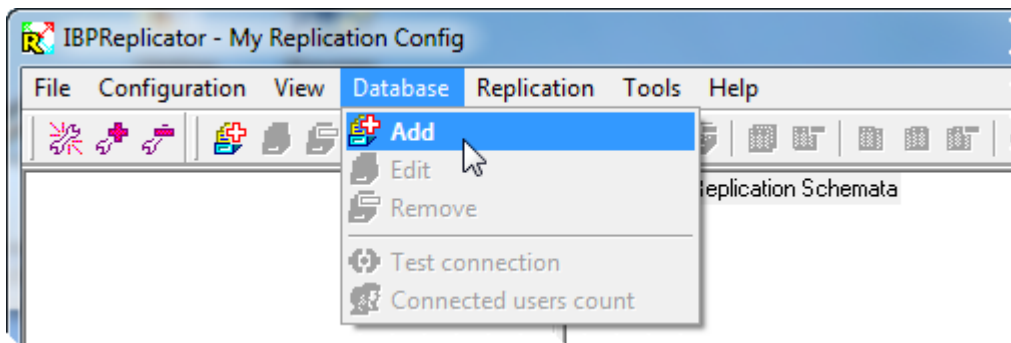 IBPReplicator - My Replication Config
File Configuration View Database Replication Tools Help
Add
Edit
Remove
Replication Schemata
Test connection
Connected users count